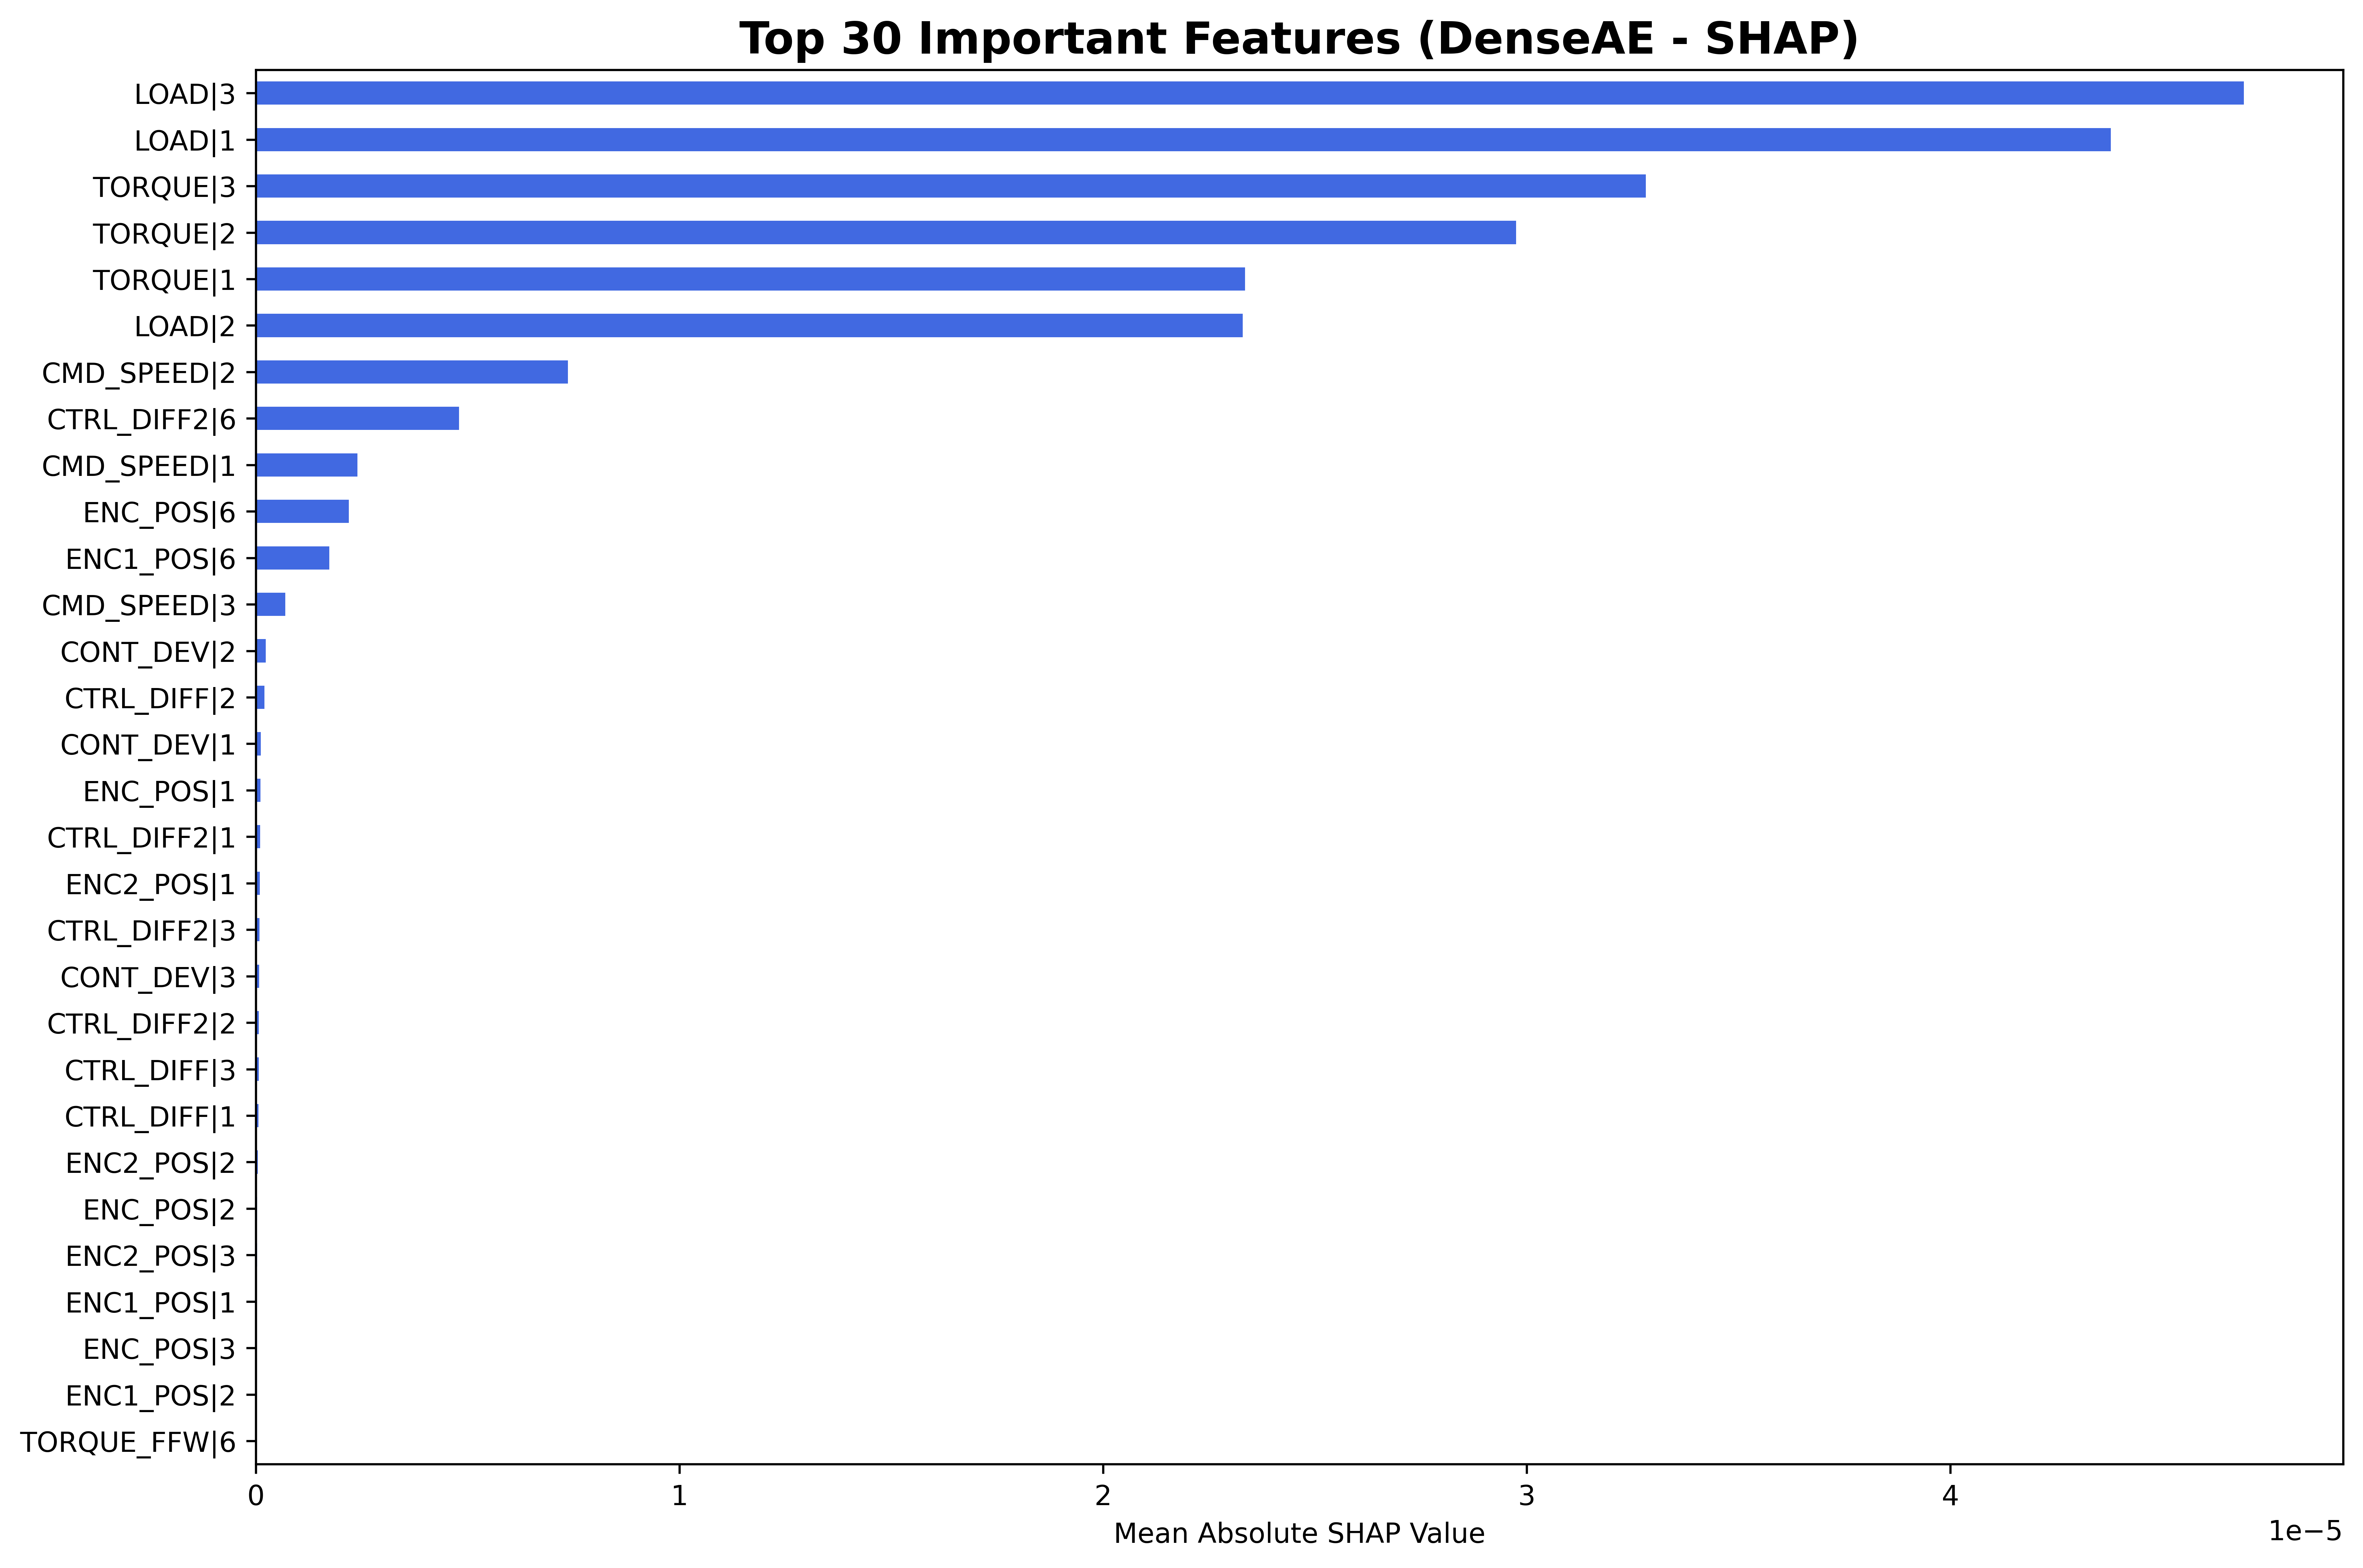 Top 30 Important Features (DenseAE - SHAP)
LOAD|3
LOAD|1
TORQUE|3
TORQUE|2
TORQUE|1
LOAD|2
CMD_SPEED|2
CTRL_DIFF2|6
CMD_SPEED|1
ENC_POS|6
ENC1_POS|6
CMD_SPEED|3
CONT_DEV|2
CTRL_DIFF|2
CONT_DEV|1
ENC_POS|1
CTRL_DIFF2|1
ENC2_POS|1
CTRL_DIFF2|3
CONT_DEV|3
CTRL_DIFF2|2
CTRL_DIFF|3
CTRL_DIFF|1
ENC2_POS|2
ENC_POS|2
ENC2_POS|3
ENC1_POS|1
ENC_POS|3
ENC1_POS|2
TORQUE_FFW|6
0 1 2 3 4
1e−5
Mean Absolute SHAP Value